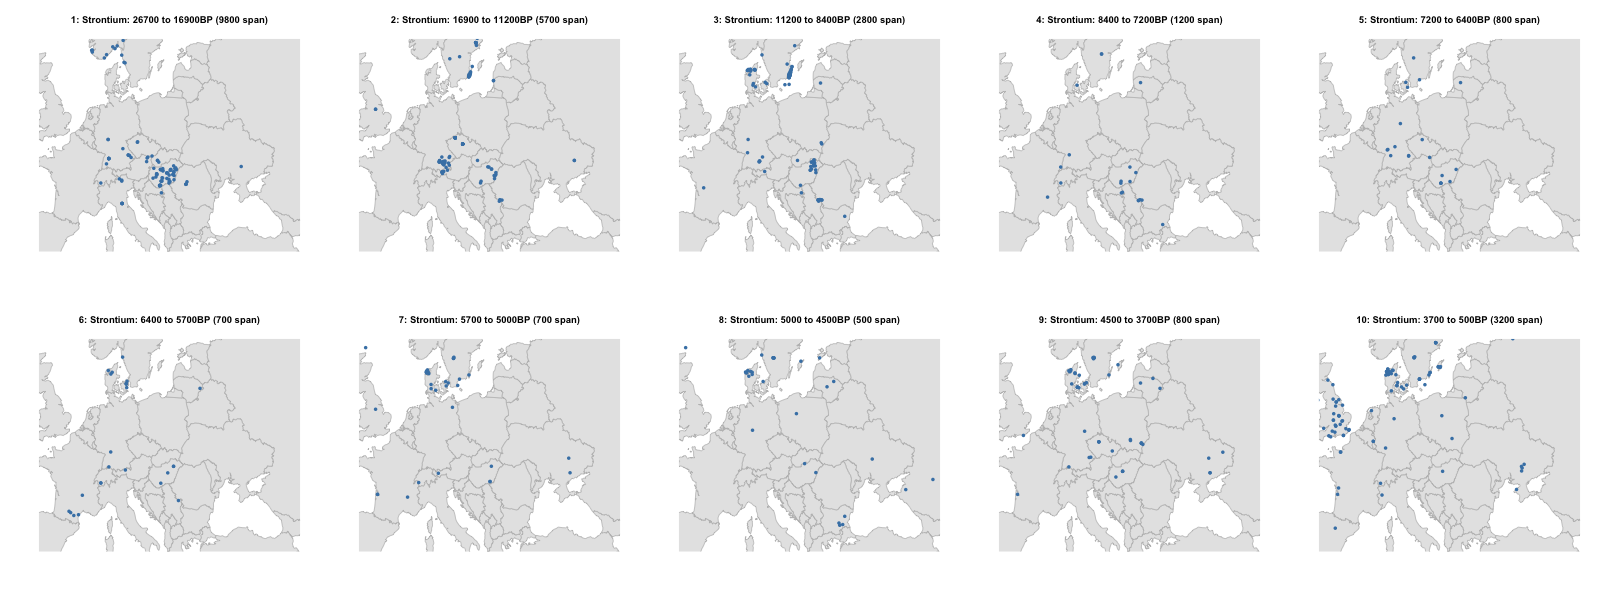 1: Strontium: 26700 to 16900BP (9800 span)
2: Strontium: 16900 to 11200BP (5700 span)
3: Strontium: 11200 to 8400BP (2800 span)
4: Strontium: 8400 to 7200BP (1200 span)
5: Strontium: 7200 to 6400BP (800 span)
6: Strontium: 6400 to 5700BP (700 span)
7: Strontium: 5700 to 5000BP (700 span)
8: Strontium: 5000 to 4500BP (500 span)
9: Strontium: 4500 to 3700BP (800 span)
10: Strontium: 3700 to 500BP (3200 span)